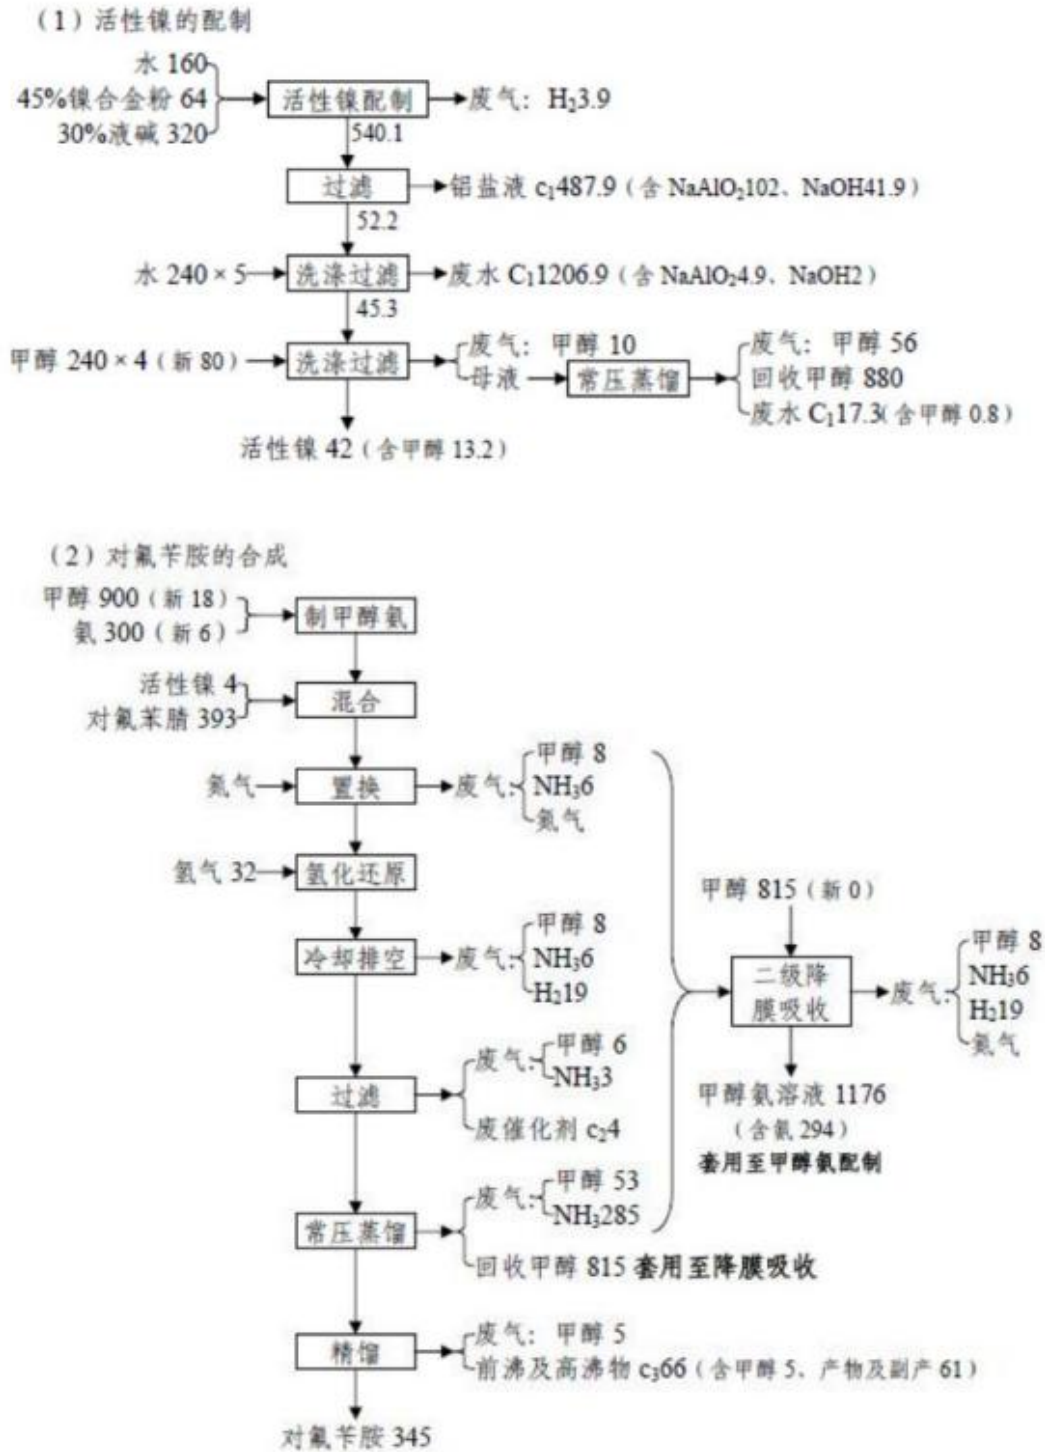 （1）活性镍的配制
水 160
45%镍合金粉 64
30%液碱 320
活性镍配制
废气：H₂3.9
540.1
过滤
铝盐液 c₁487.9（含 NaAlO₂102、NaOH41.9）
52.2
水 240×5
洗涤过滤
废水 C₁1206.9（含 NaAlO₂4.9、NaOH2）
45.3
甲醇 240×4（新 80）
洗涤过滤
废气：甲醇 10
母液
常压蒸馏
废气：甲醇 56
回收甲醇 880
废水 C₁17.3（含甲醇 0.8）
活性镍 42（含甲醇 13.2）
（2）对氟苄胺的合成
甲醇 900（新 18）
氨 300（新 6）
制甲醇氨
活性镍 4
对氟苯腈 393
混合
氮气
置换
废气：
甲醇 8
NH₃6
氮气
氢气 32
氢化还原
冷却排空
废气：
甲醇 8
NH₃6
H₂19
甲醇 815（新 0）
二级降
膜吸收
废气：
甲醇 8
NH₃6
H₂19
氮气
甲醇氨溶液 1176
（含氨 294）
套用至甲醇氨配制
过滤
废气：
甲醇 6
NH₃3
废催化剂 c₂4
常压蒸馏
废气：
甲醇 53
NH₃285
回收甲醇 815 套用至降膜吸收
精馏
废气：甲醇 5
前沸及高沸物 c₃66（含甲醇 5、产物及副产 61）
对氟苄胺 345